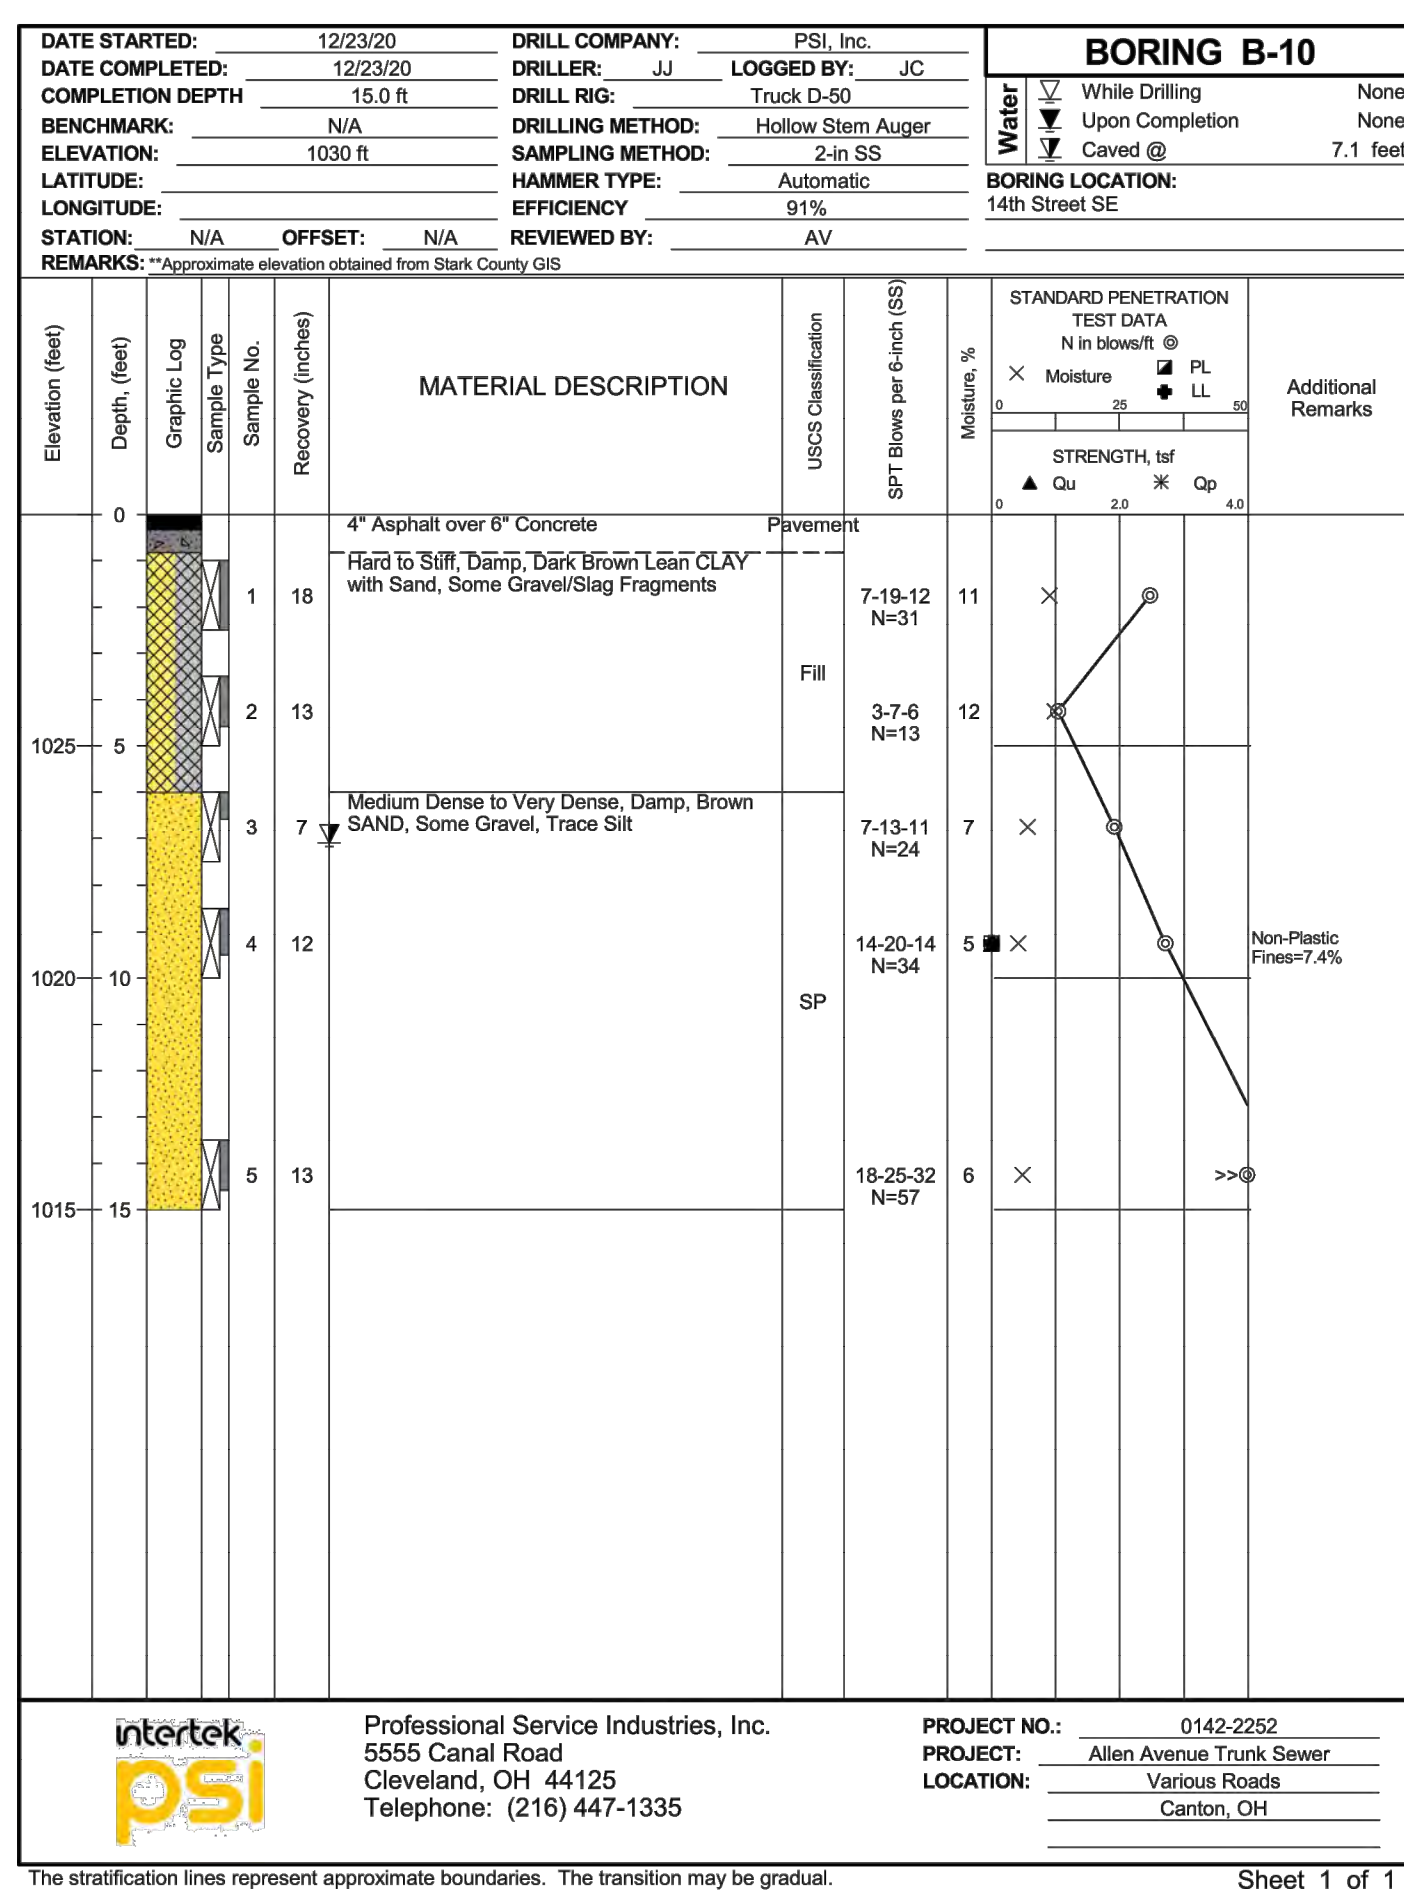 DATE STARTED: 12/23/20
DATE COMPLETED: 12/23/20
COMPLETION DEPTH 15.0 ft
BENCHMARK: N/A
ELEVATION: 1030 ft
LATITUDE:
LONGITUDE:
STATION: N/A OFFSET: N/A
REMARKS: **Approximate elevation obtained from Stark County GIS
DRILL COMPANY: PSI, Inc.
DRILLER: JJ LOGGED BY: JC
DRILL RIG: Truck D-50
DRILLING METHOD: Hollow Stem Auger
SAMPLING METHOD: 2-in SS
HAMMER TYPE: Automatic
EFFICIENCY 91%
REVIEWED BY: AV
BORING B-10
Water
While Drilling None
Upon Completion None
Caved @ 7.1 feet
BORING LOCATION:
14th Street SE
Elevation (feet)
Depth, (feet)
Graphic Log
Sample Type
Sample No.
Recovery (inches)
MATERIAL DESCRIPTION
USCS Classification
SPT Blows per 6-inch (SS)
Moisture, %
STANDARD PENETRATION
TEST DATA
N in blows/ft
Moisture
PL
LL
0 25 50
STRENGTH, tsf
Qu Qp
0 2.0 4.0
Additional
Remarks
0
4" Asphalt over 6" Concrete Pavement
Hard to Stiff, Damp, Dark Brown Lean CLAY
with Sand, Some Gravel/Slag Fragments
1 18 7-19-12 11
N=31
Fill
2 13 3-7-6 12
N=13
1025 5
Medium Dense to Very Dense, Damp, Brown
SAND, Some Gravel, Trace Silt
3 7 7-13-11 7
N=24
4 12 14-20-14 5
N=34
Non-Plastic
Fines=7.4%
1020 10
SP
5 13 18-25-32 6 >>
N=57
1015 15
intertek
psi
Professional Service Industries, Inc.
5555 Canal Road
Cleveland, OH 44125
Telephone: (216) 447-1335
PROJECT NO.: 0142-2252
PROJECT: Allen Avenue Trunk Sewer
LOCATION: Various Roads
Canton, OH
The stratification lines represent approximate boundaries. The transition may be gradual.
Sheet 1 of 1